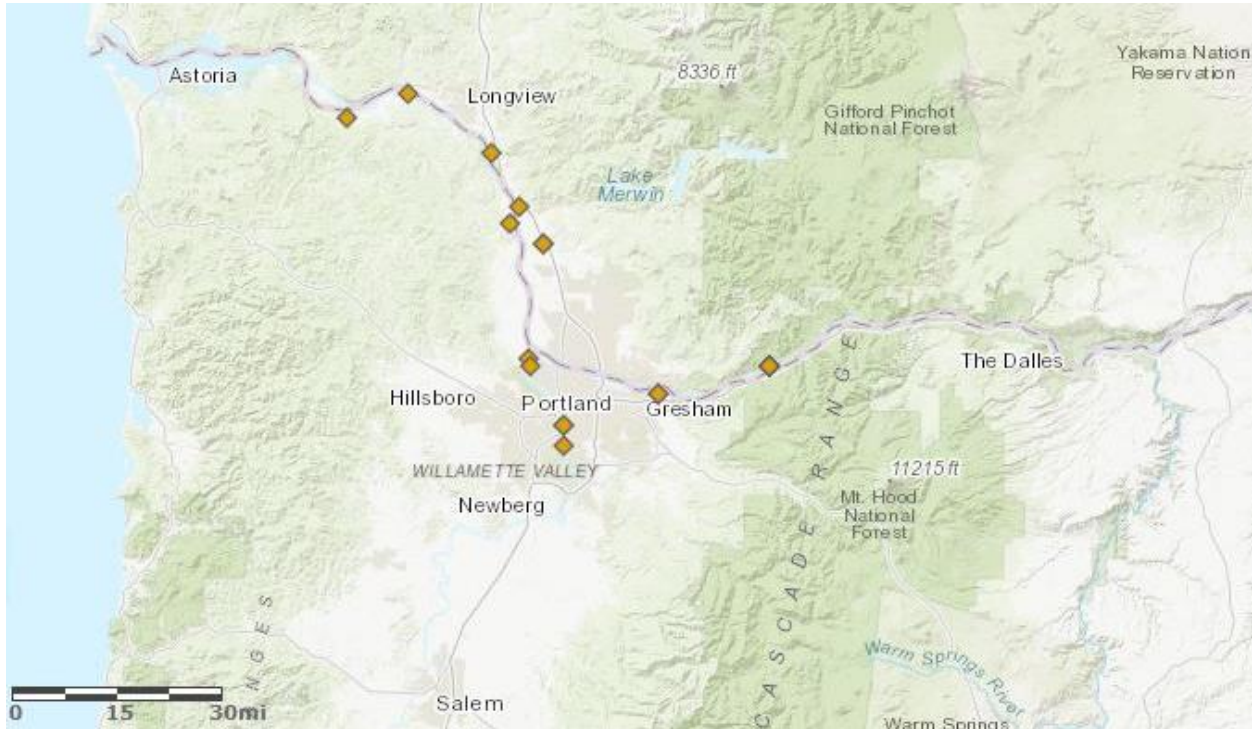 Astoria
Longview
8336 ft
Yakama Nation
Reservation
Gifford Pinchot
National Forest
Lake
Merwin
The Dalles
Hillsboro
Portland
Gresham
WILLAMETTE VALLEY
Newberg
11215 ft
Mt. Hood
National
Forest
CASCADE RANGE
NGES
Warm Springs River
Salem
Warm Springs
0 15 30mi